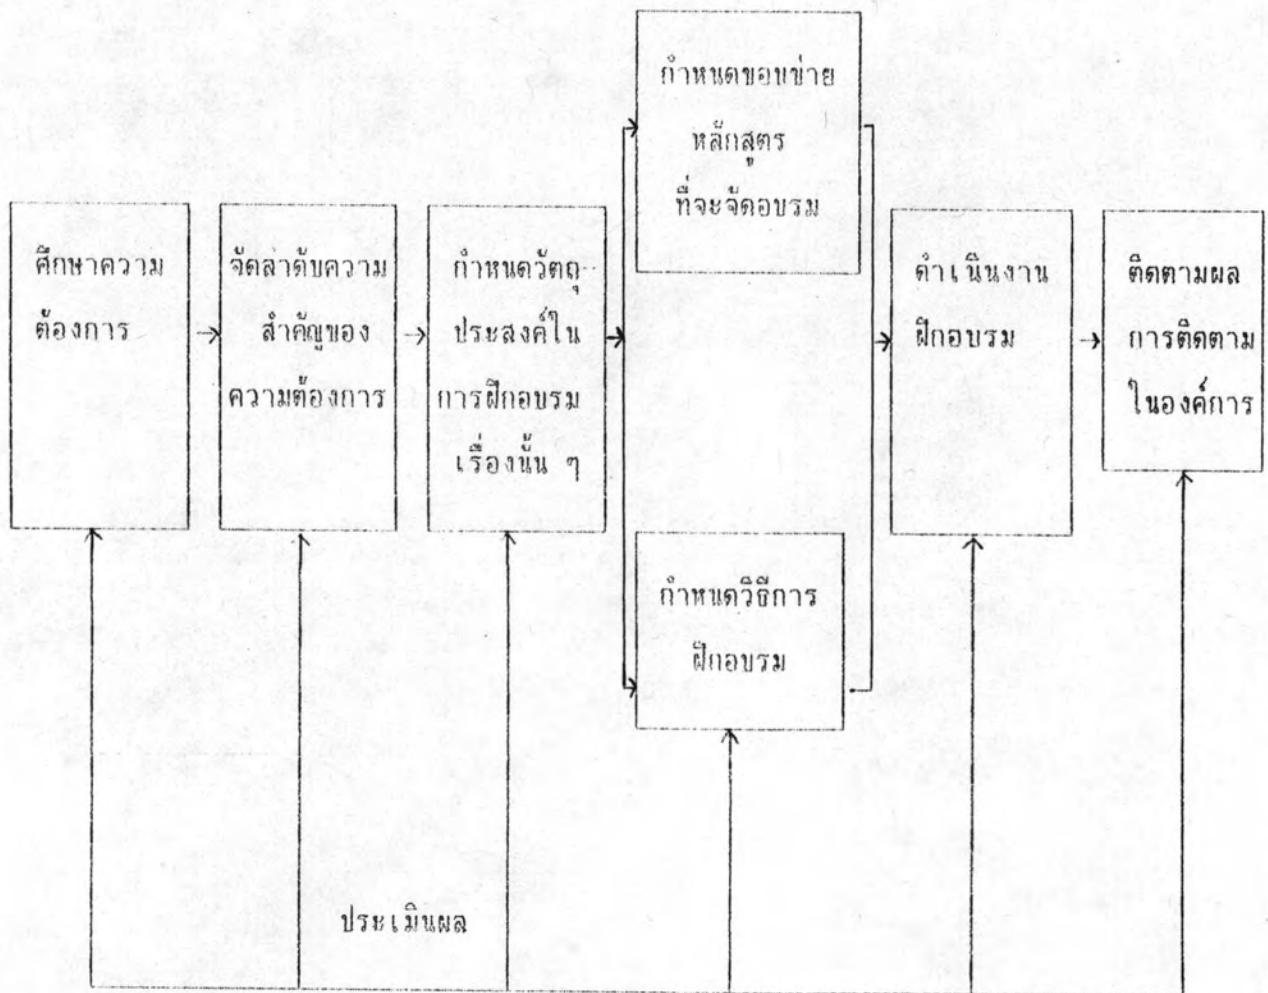 ศึกษาความ
ต้องการ
จัดลำดับความ
สำคัญของ
ความต้องการ
กำหนดวัตถุ
ประสงค์ใน
การฝึกอบรม
เรื่องนั้น ๆ
กำหนดขอบข่าย
หลักสูตร
ที่จะจัดอบรม
กำหนดวิธีการ
ฝึกอบรม
ดำเนินงาน
ฝึกอบรม
ติดตามผล
การติดตาม
ในองค์การ
ประเมินผล